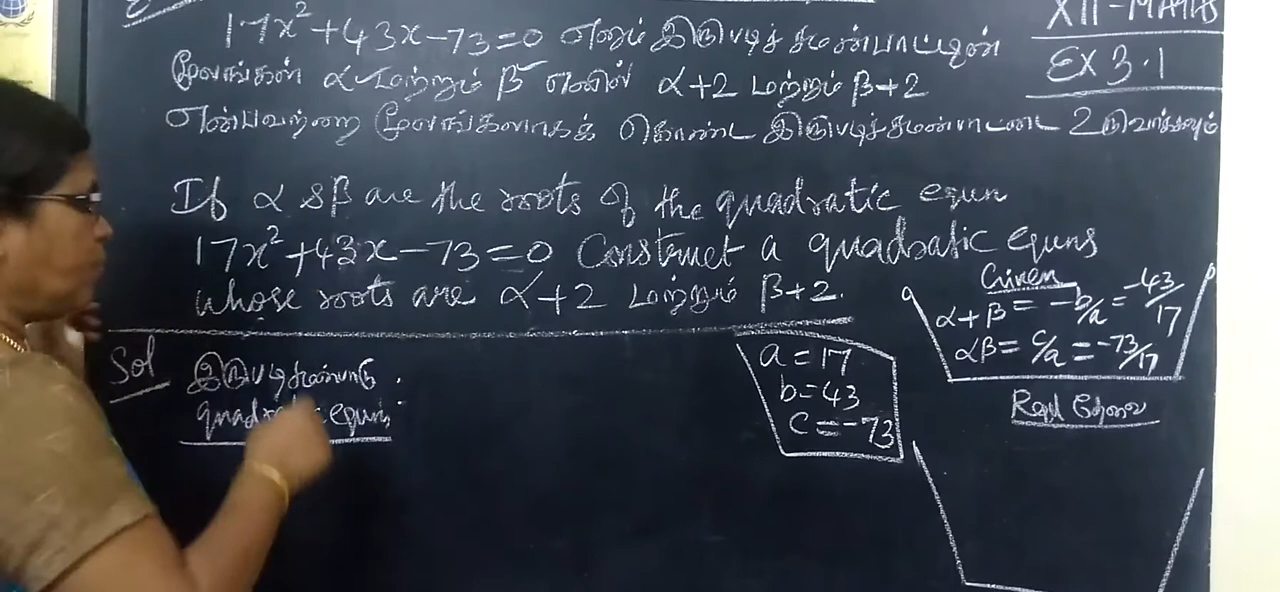 XII-MATHS
Ex 3.1
17x²+43x-73=0 எனும் இருபடிச் சமன்பாட்டின்
மூலங்கள் α மற்றும் β எனில் α+2 மற்றும் β+2
என்பவற்றை மூலங்களாகக் கொண்ட இருபடிச் சமன்பாட்டை உருவாக்கவும்
If α & β are the roots of the quadratic equn
17x²+43x-73=0 Construct a quadratic equns
whose roots are α+2 மற்றும் β+2.
Given
α+β = -b/a = -43/17
αβ = c/a = -73/17
Sol
இருபடி சமன்பாடு
quadratic equn:
a=17
b=43
c=-73
Reqd தேவை